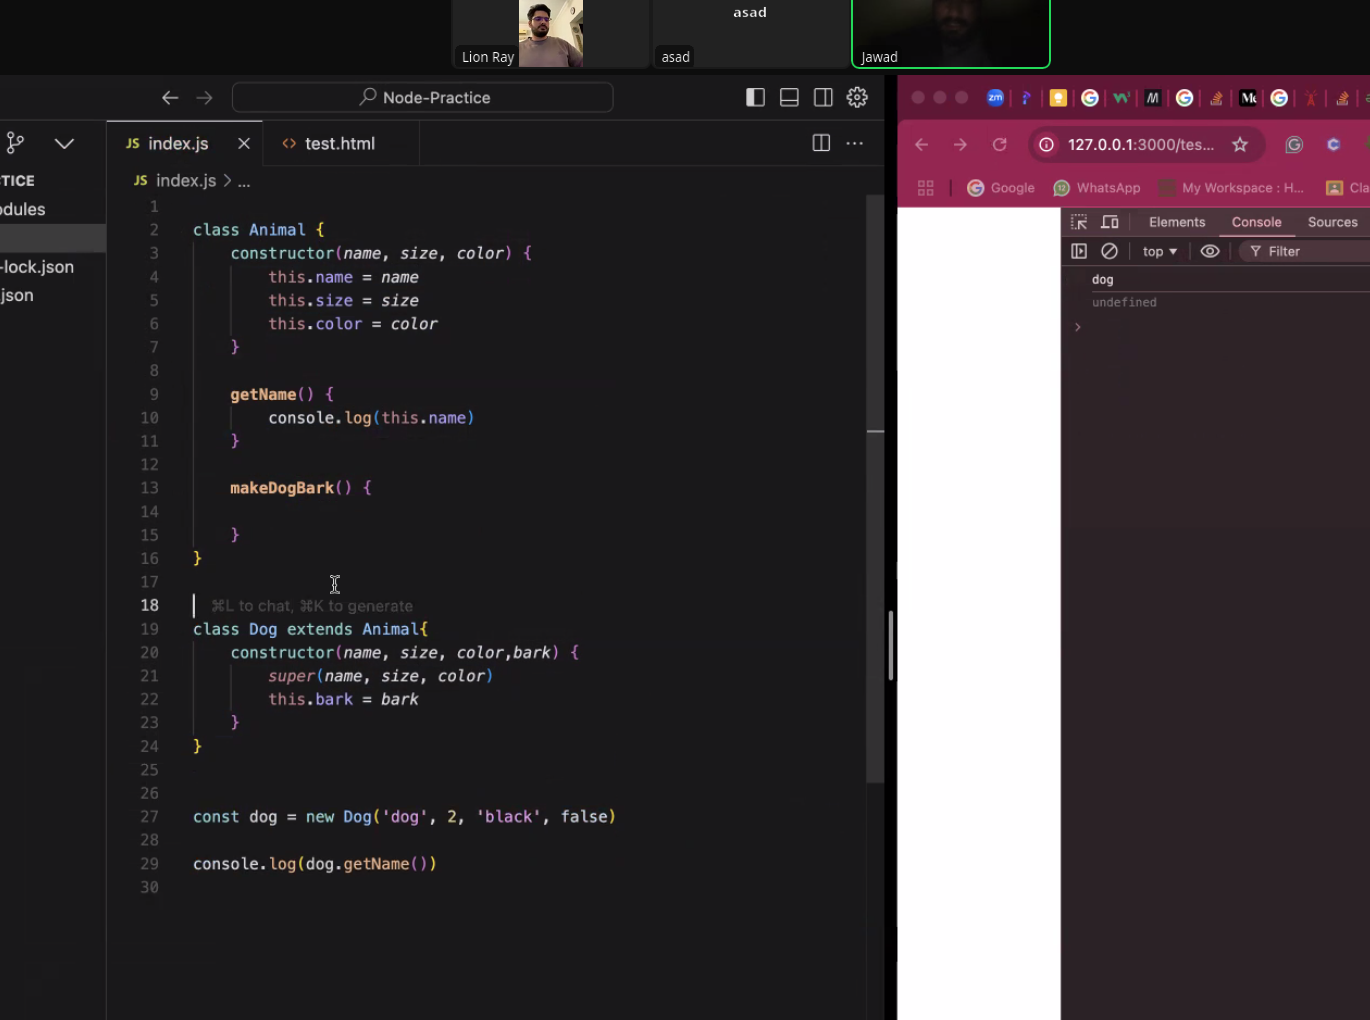 asad
Lion Ray
asad
Jawad
Node-Practice
JS index.js
<> test.html
127.0.0.1:3000/tes...
TICE
JS index.js > ...
Google
WhatsApp
My Workspace : H...
Cla
odules
-lock.json
json
Elements
Console
Sources
top
Filter
dog
undefined
1
2 class Animal {
3 constructor(name, size, color) {
4 this.name = name
5 this.size = size
6 this.color = color
7 }
8
9 getName() {
10 console.log(this.name)
11 }
12
13 makeDogBark() {
14
15 }
16 }
17
18 ⌘L to chat, ⌘K to generate
19 class Dog extends Animal{
20 constructor(name, size, color,bark) {
21 super(name, size, color)
22 this.bark = bark
23 }
24 }
25
26
27 const dog = new Dog('dog', 2, 'black', false)
28
29 console.log(dog.getName())
30